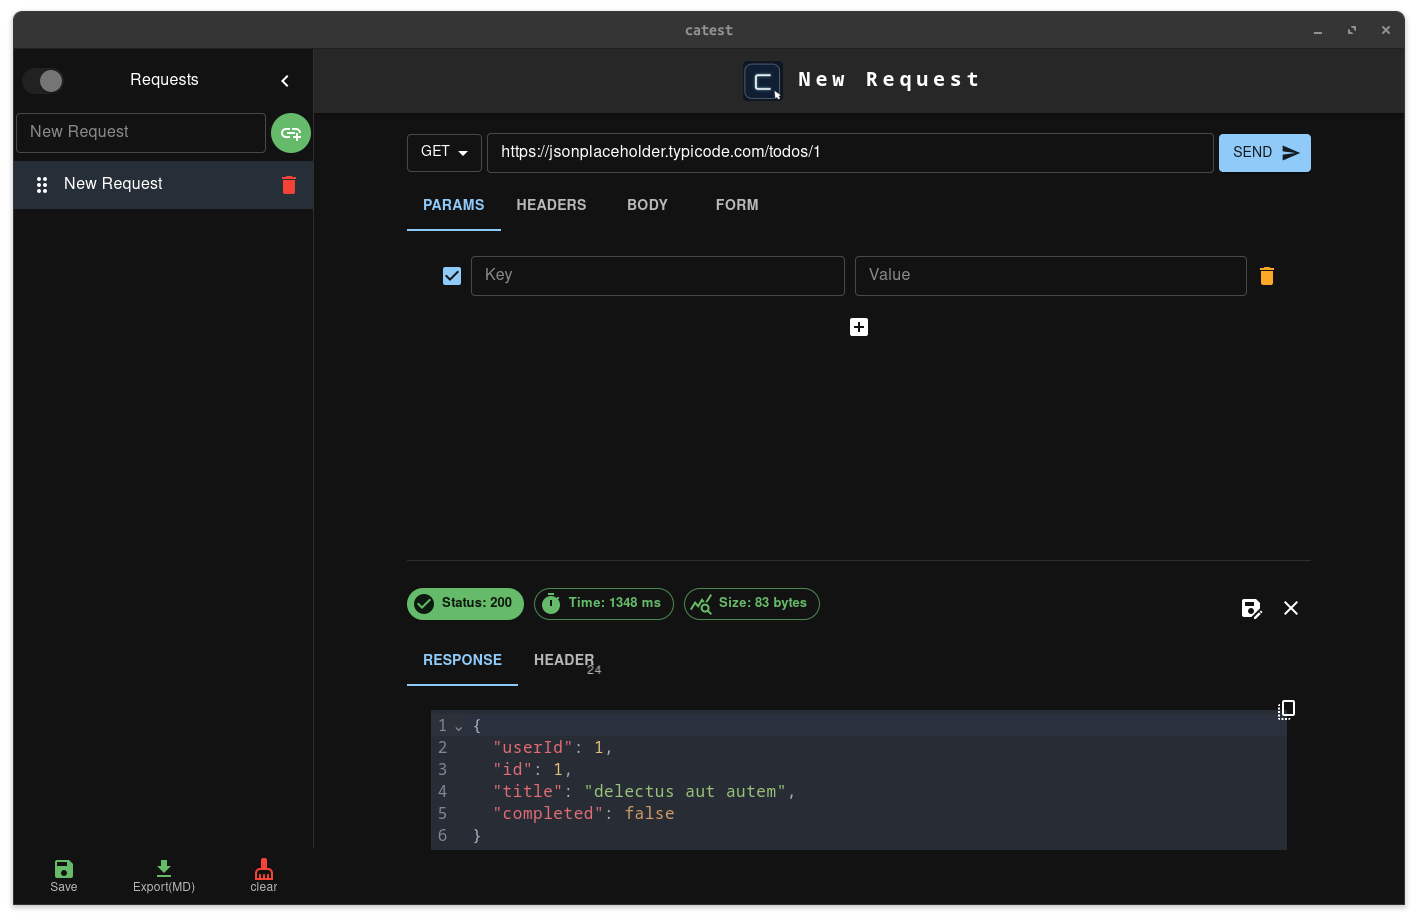 catest
Requests
New Request
New Request
New Request
GET
https://jsonplaceholder.typicode.com/todos/1
SEND
PARAMS HEADERS BODY FORM
Key Value
Status: 200 Time: 1348 ms Size: 83 bytes
RESPONSE HEADER 24
1 {
2 "userId": 1,
3 "id": 1,
4 "title": "delectus aut autem",
5 "completed": false
6 }
Save Export(MD) clear